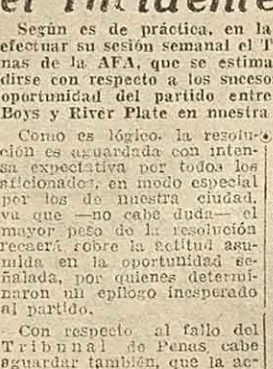 el Incidente
Según es de práctica, en la
efectuar su sesión semanal el T
nas de la AFA, que se estima
dirse con respecto a los suceso
oportunidad del partido entre
Boys y River Plate en nuestra
Como es lógico, la resolu-
ción es aguardada con inten-
sa expectativa por todos los
aficionados, en modo especial
por los de nuestra ciudad,
ya que —no cabe duda— el
mayor peso de la resolución
recaerá sobre la actitud asu-
mida en la oportunidad se-
ñalada, por quienes determi-
naron un epílogo inesperado
al partido.
Con respecto al fallo del
Tribunal de Penas, cabe
aguardar también, que la ac-